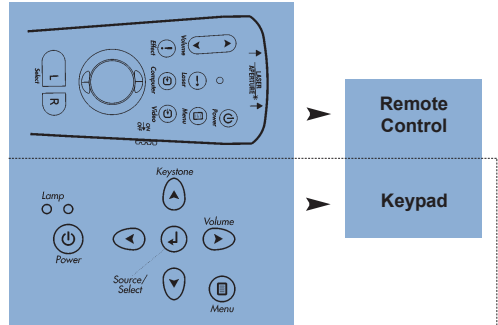 LASER
APERTURE
Volume
Effect
Laser
Power
Computer
Menu
Select
L
R
Video
ON
OFF
Remote
Control
Keystone
Lamp
Volume
Power
Source/
Select
Menu
Keypad